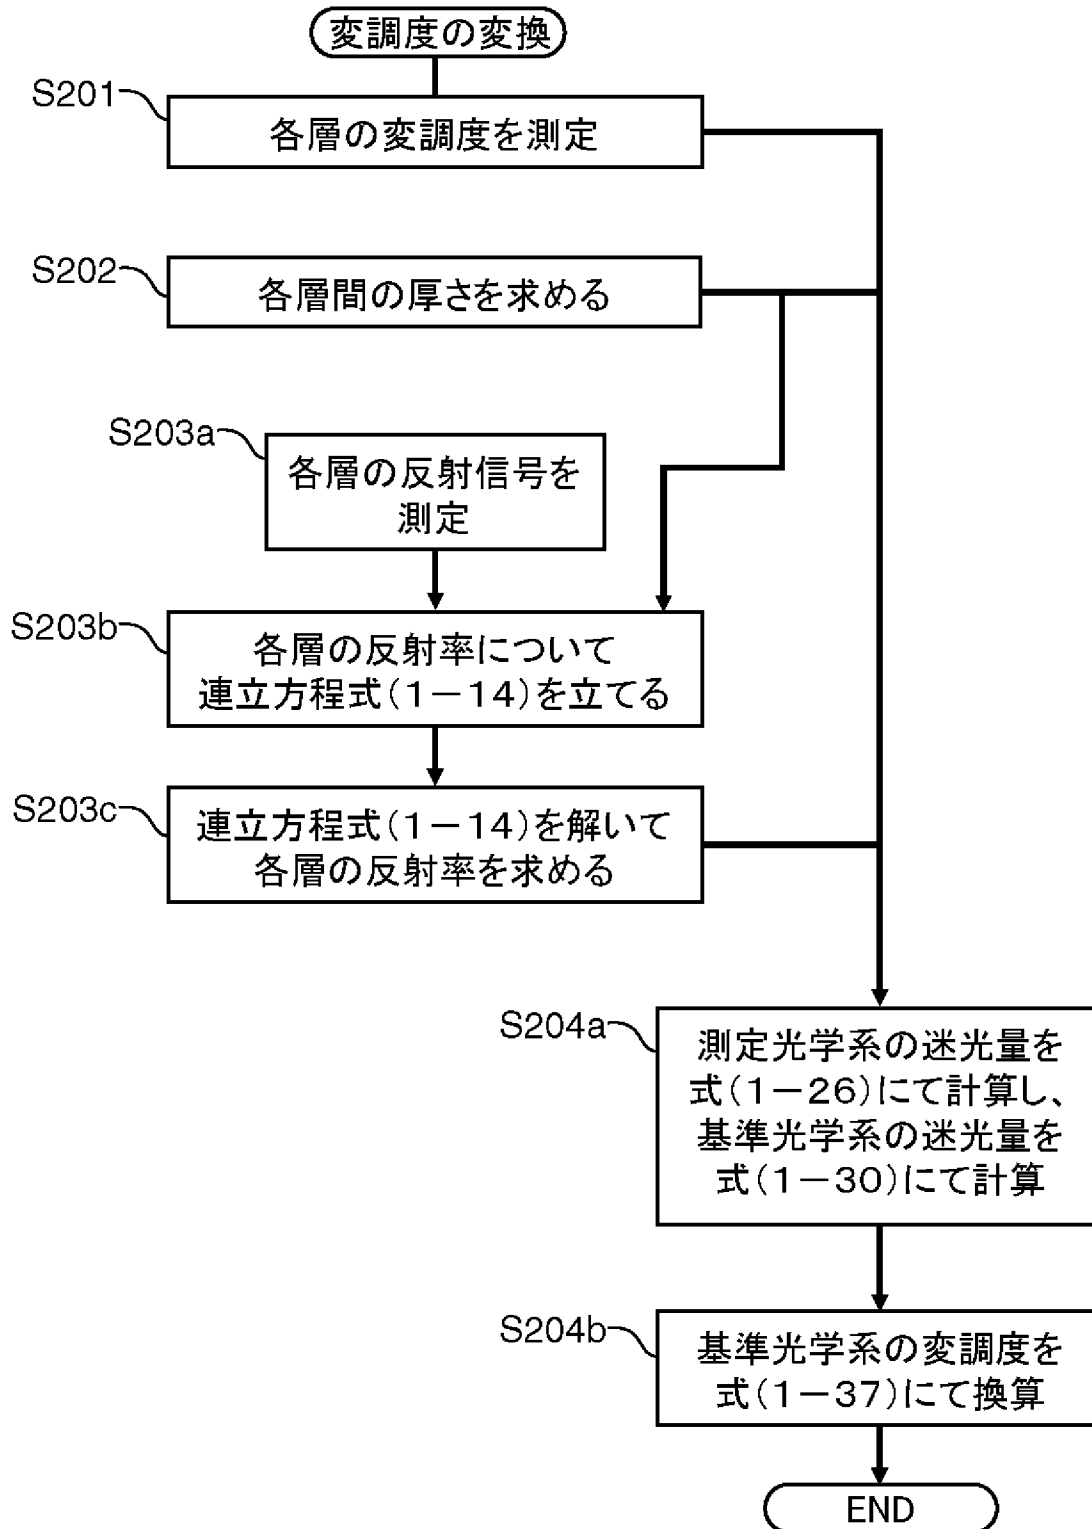 変調度の変換
S201
各層の変調度を測定
S202
各層間の厚さを求める
S203a
各層の反射信号を
測定
S203b
各層の反射率について
連立方程式(1－14)を立てる
S203c
連立方程式(1－14)を解いて
各層の反射率を求める
S204a
測定光学系の迷光量を
式(1－26)にて計算し、
基準光学系の迷光量を
式(1－30)にて計算
S204b
基準光学系の変調度を
式(1－37)にて換算
END